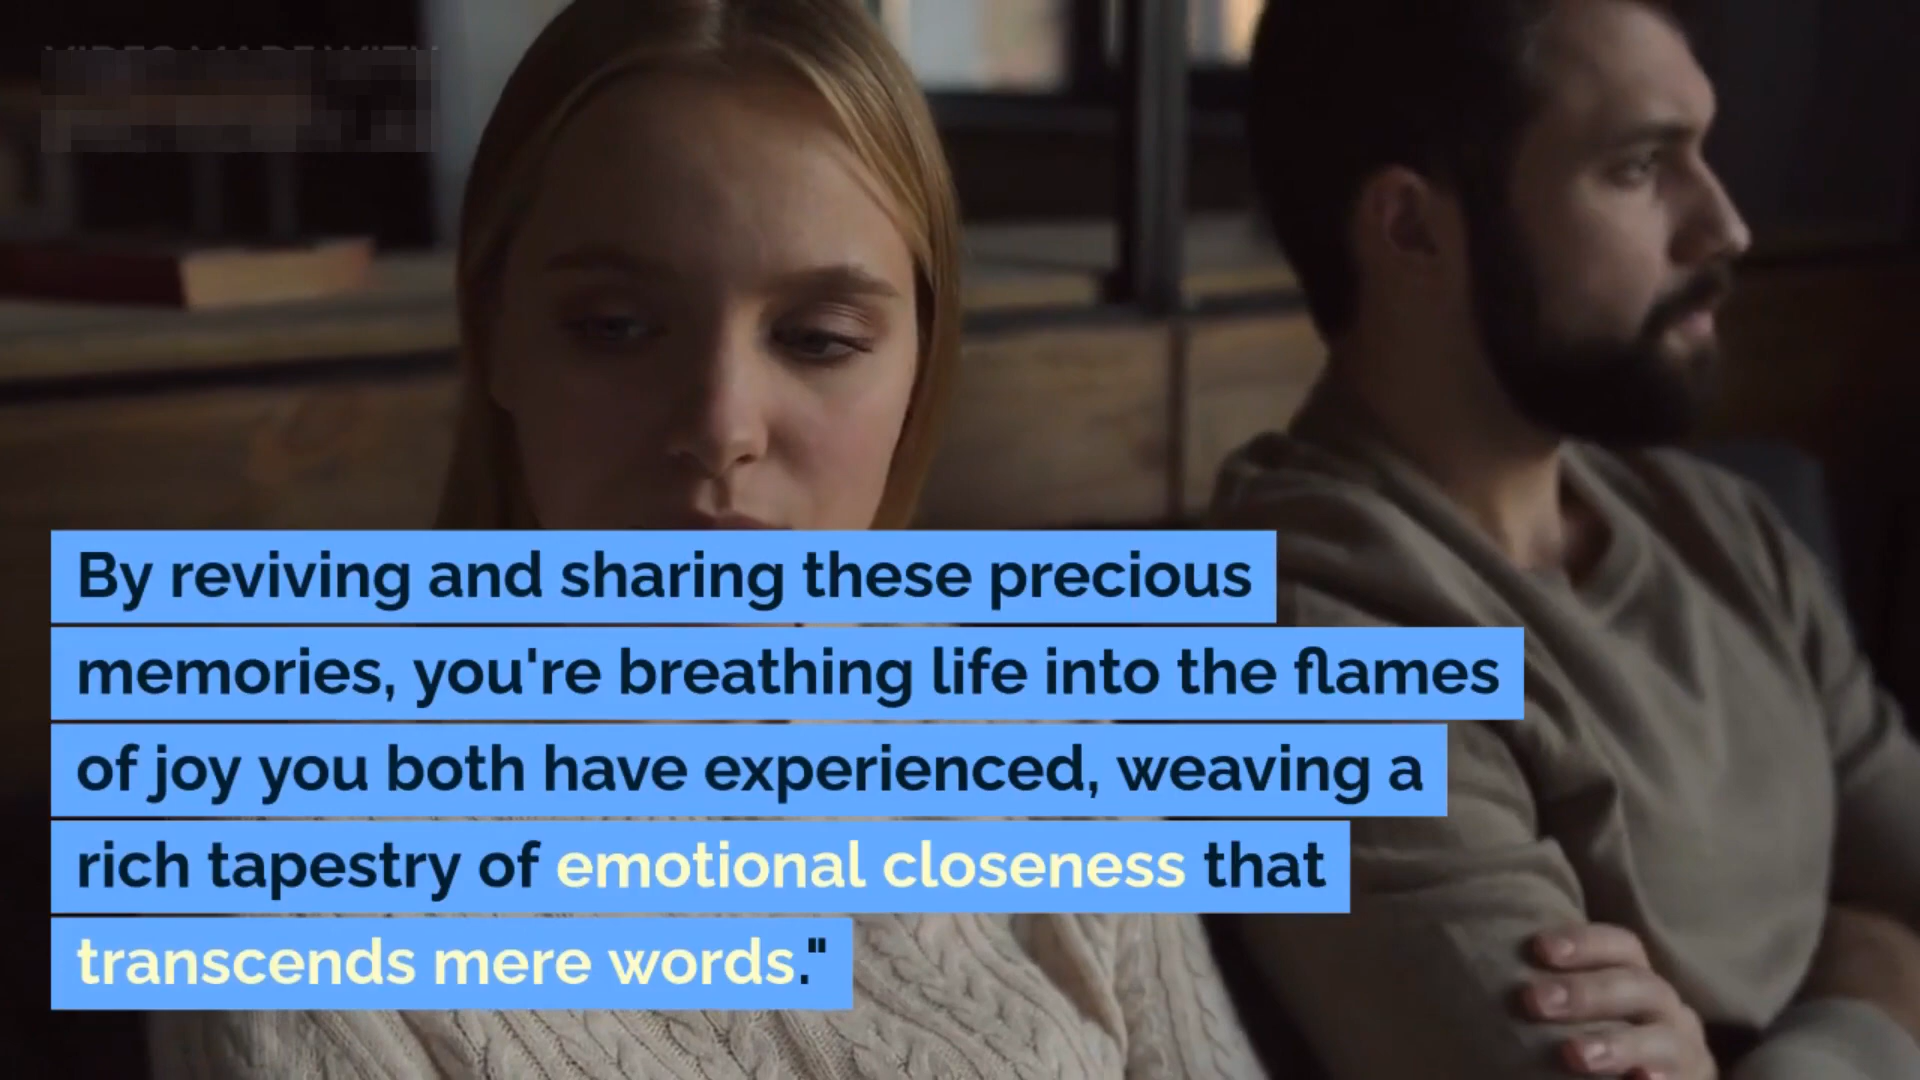 By reviving and sharing these precious
memories, you're breathing life into the flames
of joy you both have experienced, weaving a
rich tapestry of emotional closeness that
transcends mere words."